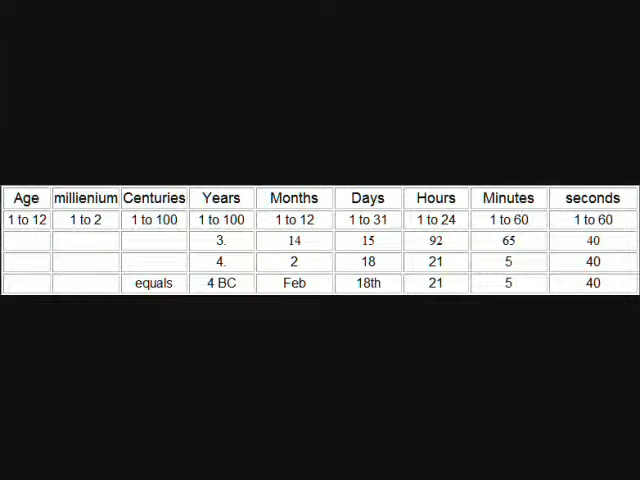 Age millienium Centuries Years Months Days Hours Minutes seconds
1 to 12 1 to 2 1 to 100 1 to 100 1 to 12 1 to 31 1 to 24 1 to 60 1 to 60
3. 14 15 92 65 40
4. 2 18 21 5 40
equals 4 BC Feb 18th 21 5 40